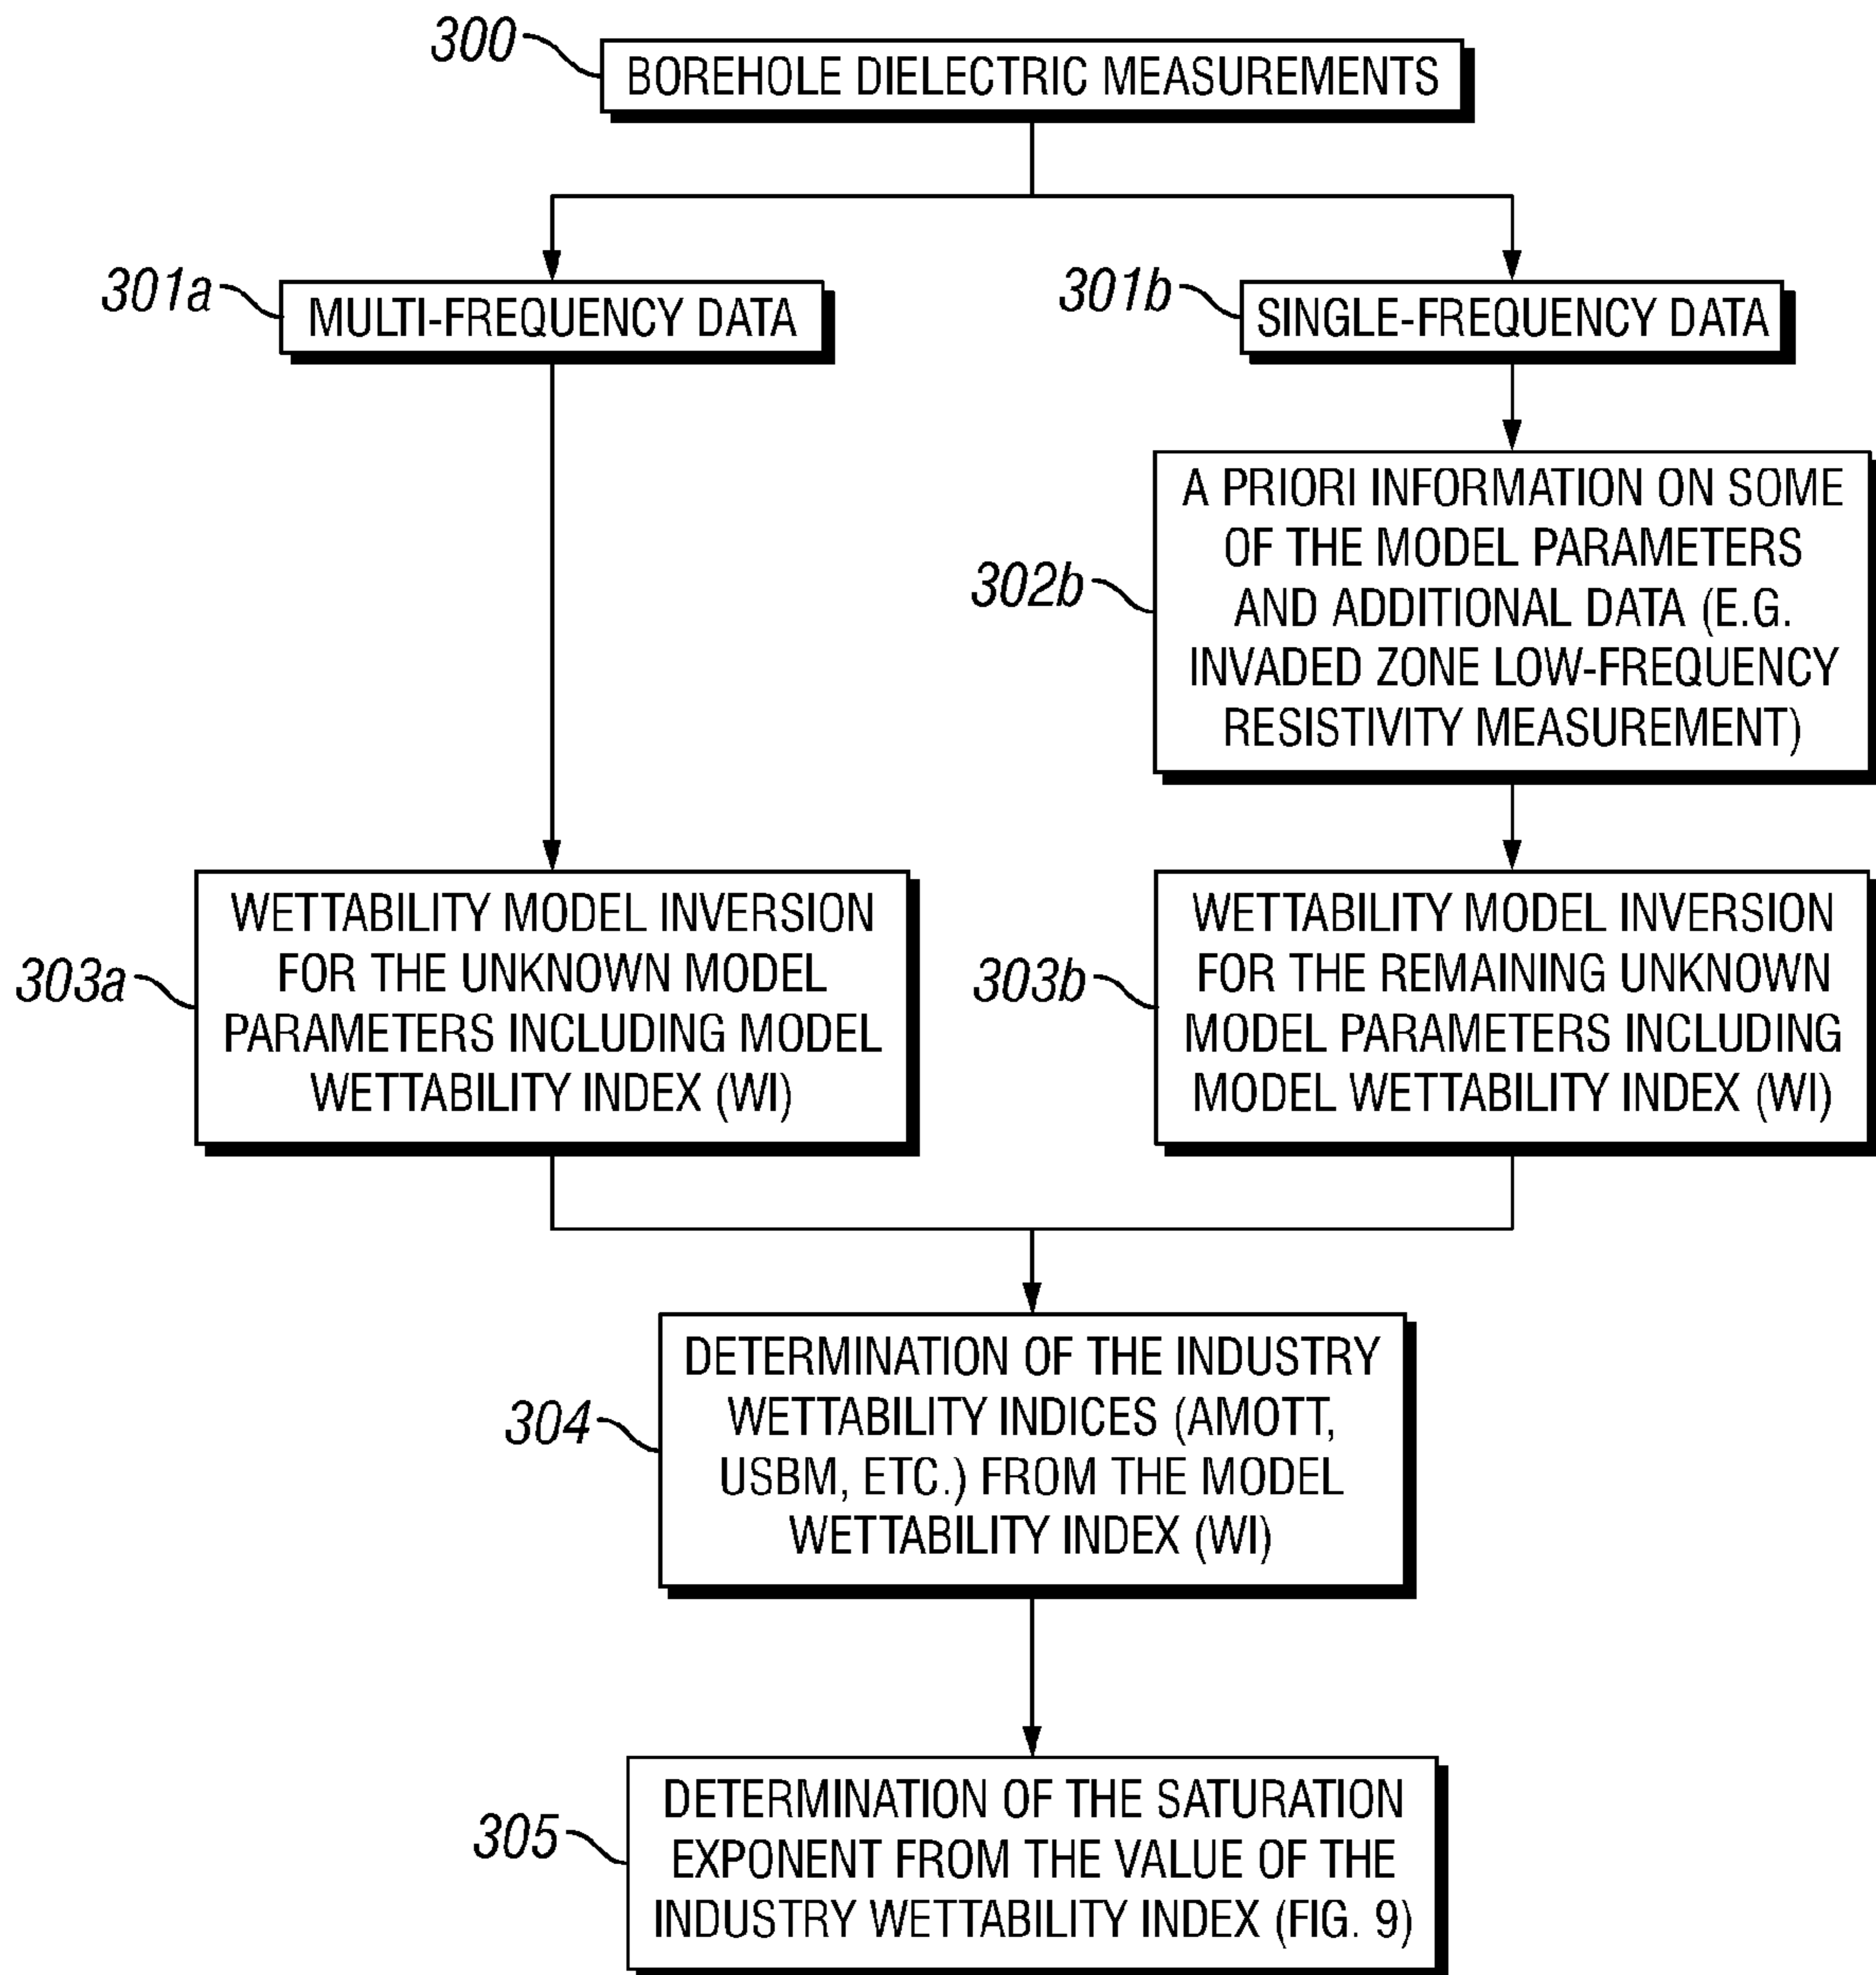 300
BOREHOLE DIELECTRIC MEASUREMENTS
301a
MULTI-FREQUENCY DATA
301b
SINGLE-FREQUENCY DATA
302b
A PRIORI INFORMATION ON SOME
OF THE MODEL PARAMETERS
AND ADDITIONAL DATA (E.G.
INVADED ZONE LOW-FREQUENCY
RESISTIVITY MEASUREMENT)
303a
WETTABILITY MODEL INVERSION
FOR THE UNKNOWN MODEL
PARAMETERS INCLUDING MODEL
WETTABILITY INDEX (WI)
303b
WETTABILITY MODEL INVERSION
FOR THE REMAINING UNKNOWN
MODEL PARAMETERS INCLUDING
MODEL WETTABILITY INDEX (WI)
304
DETERMINATION OF THE INDUSTRY
WETTABILITY INDICES (AMOTT,
USBM, ETC.) FROM THE MODEL
WETTABILITY INDEX (WI)
305
DETERMINATION OF THE SATURATION
EXPONENT FROM THE VALUE OF THE
INDUSTRY WETTABILITY INDEX (FIG. 9)